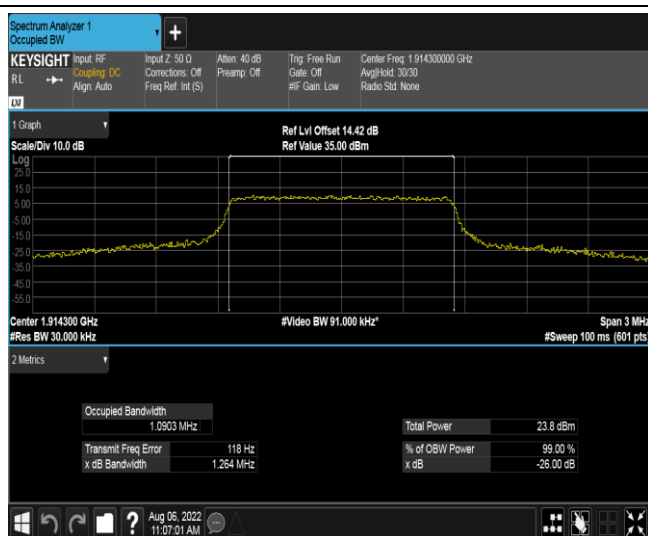 Spectrum Analyzer 1
Occupied BW
+
KEYSIGHT Input: RF Input Z: 50 Ω Atten: 40 dB Trig: Free Run Center Freq: 1.914300000 GHz
RL Coupling: DC Corrections: Off Preamp: Off Gate: Off Avg|Hold: 30/30
Align: Auto Freq Ref: Int (S) #IF Gain: Low Radio Std: None
LXI
1 Graph Ref Lvl Offset 14.42 dB
Scale/Div 10.0 dB Ref Value 35.00 dBm
Log
25.0
15.0
5.00
-5.00
-15.0
-25.0
-35.0
-45.0
-55.0
Center 1.914300 GHz #Video BW 91.000 kHz* Span 3 MHz
#Res BW 30.000 kHz #Sweep 100 ms (601 pts)
2 Metrics
Occupied Bandwidth
1.0903 MHz Total Power 23.8 dBm
Transmit Freq Error 118 Hz % of OBW Power 99.00 %
x dB Bandwidth 1.264 MHz x dB -26.00 dB
? Aug 06, 2022
11:07:01 AM